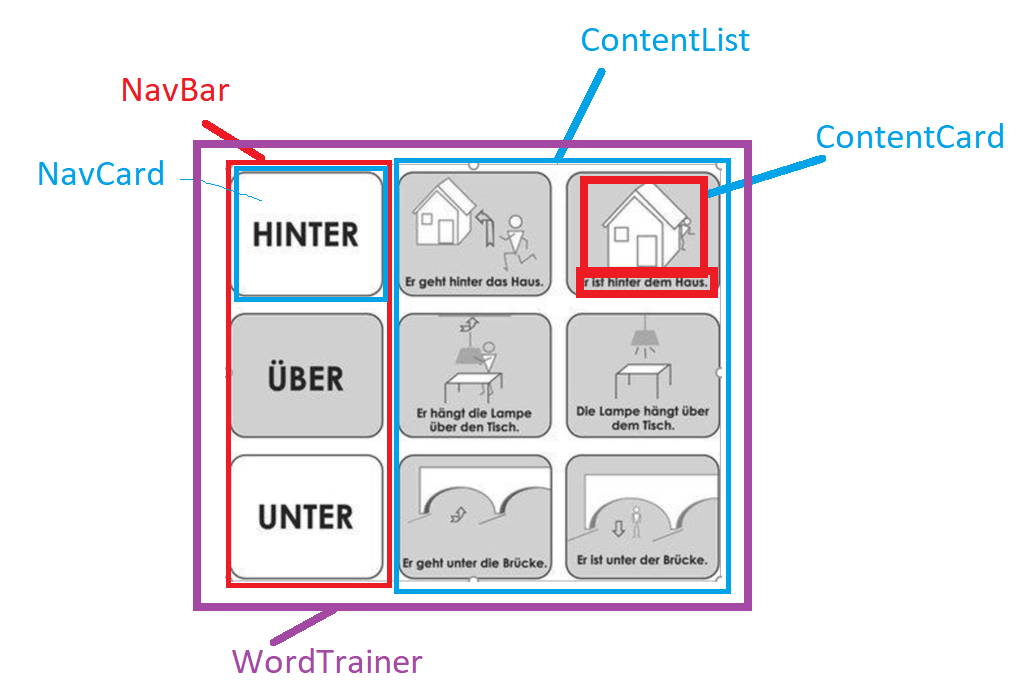 ContentList
NavBar
ContentCard
NavCard
HINTER
Er geht hinter das Haus.
r ist hinter dem Haus.
ÜBER
Er hängt die Lampe
über den Tisch.
Die Lampe hängt über
dem Tisch.
UNTER
Er geht unter die Brücke.
Er ist unter der Brücke.
WordTrainer